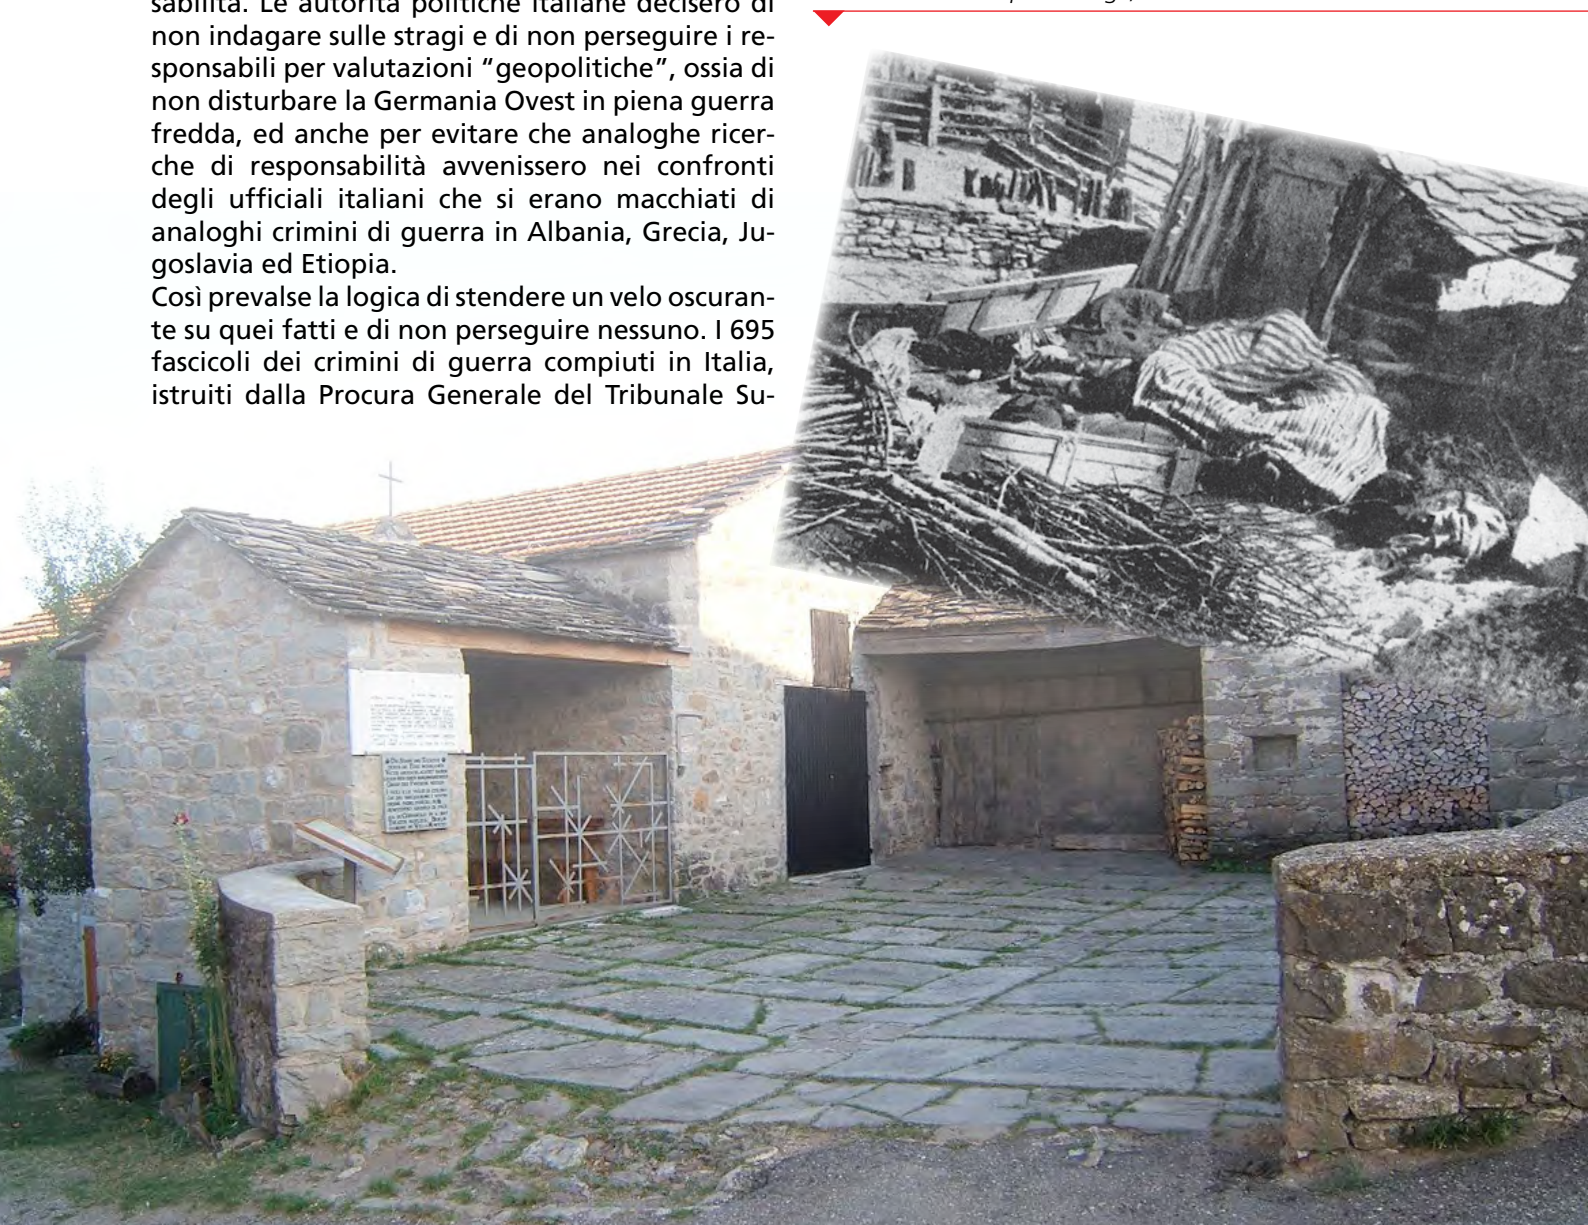 sabilità. Le autorità politiche italiane decisero di
non indagare sulle stragi e di non perseguire i re-
sponsabili per valutazioni “geopolitiche”, ossia di
non disturbare la Germania Ovest in piena guerra
fredda, ed anche per evitare che analoghe ricer-
che di responsabilità avvenissero nei confronti
degli ufficiali italiani che si erano macchiati di
analoghi crimini di guerra in Albania, Grecia, Ju-
goslavia ed Etiopia.
Così prevalse la logica di stendere un velo oscuran-
te su quei fatti e di non perseguire nessuno. I 695
fascicoli dei crimini di guerra compiuti in Italia,
istruiti dalla Procura Generale del Tribunale Su-